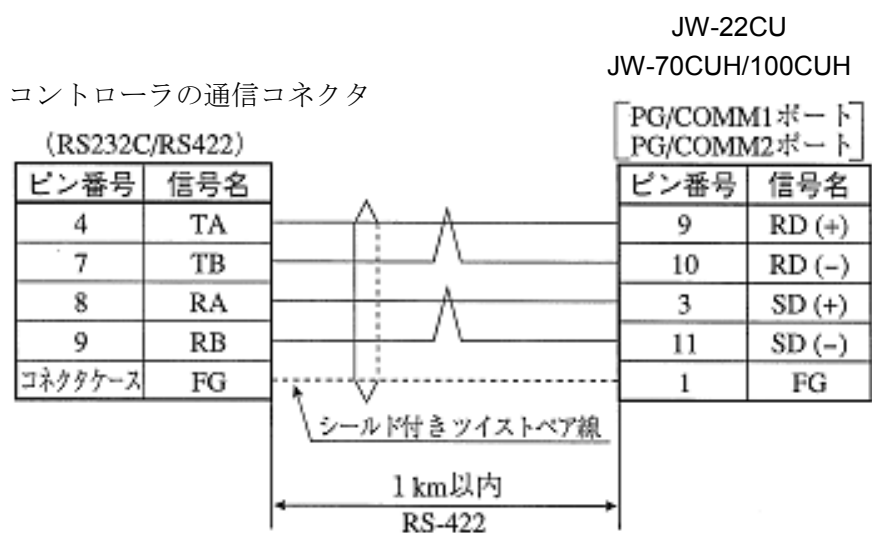 JW-22CU
JW-70CUH/100CUH
コントローラの通信コネクタ
(RS232C/RS422)
PG/COMM1ポート
PG/COMM2ポート
ピン番号 信号名 ピン番号 信号名
4 TA 9 RD (+)
7 TB 10 RD (−)
8 RA 3 SD (+)
9 RB 11 SD (−)
コネクタケース FG 1 FG
シールド付きツイストペア線
1 km以内
RS-422